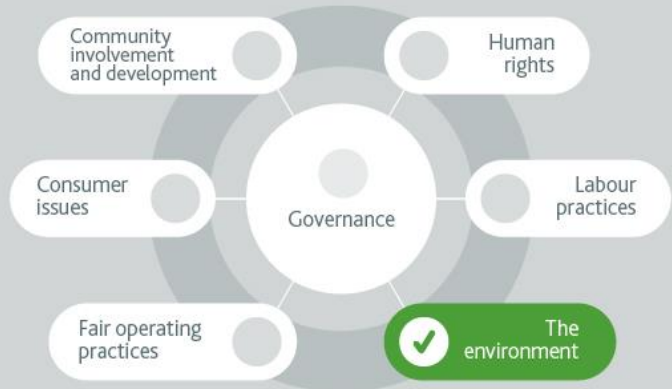 Community
involvement
and development
Human
rights
Consumer
issues
Governance
Labour
practices
Fair operating
practices
The
environment